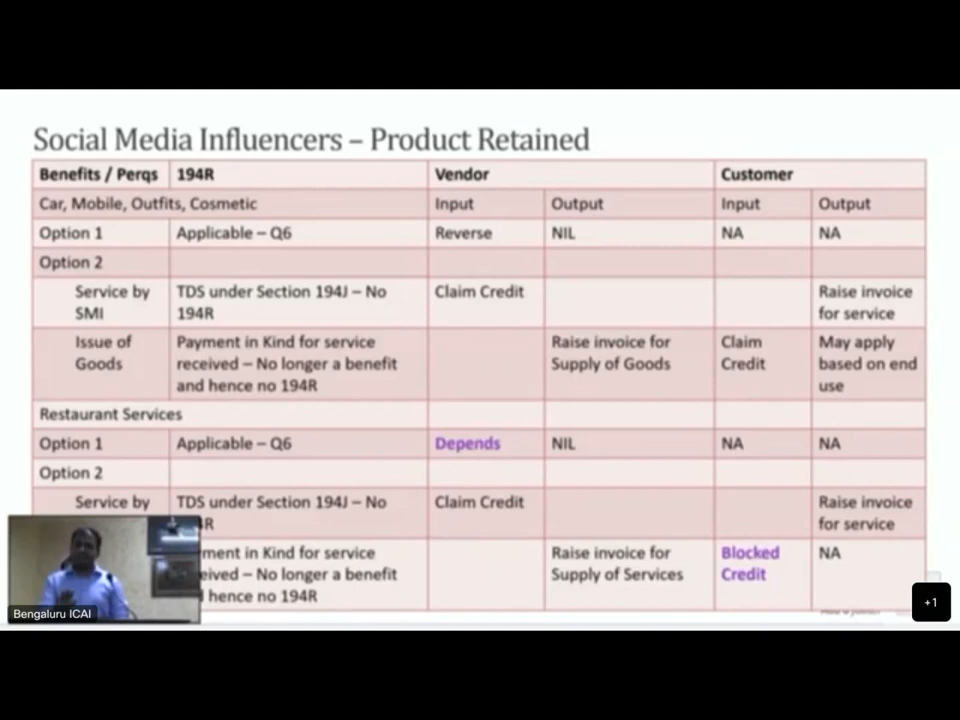 Social Media Influencers – Product Retained
Benefits / Perqs 194R Vendor Customer
Car, Mobile, Outfits, Cosmetic Input Output Input Output
Option 1 Applicable – Q6 Reverse NIL NA NA
Option 2
Service by TDS under Section 194J – No Claim Credit Raise invoice
SMI 194R for service
Issue of Payment in Kind for service Raise invoice for Claim May apply
Goods received – No longer a benefit Supply of Goods Credit based on end
and hence no 194R use
Restaurant Services
Option 1 Applicable – Q6 Depends NIL NA NA
Option 2
Service by TDS under Section 194J – No Claim Credit Raise invoice
for service
for service Raise invoice for Blocked NA
– No longer a benefit Supply of Services Credit
hence no 194R
Bengaluru ICAI
+1